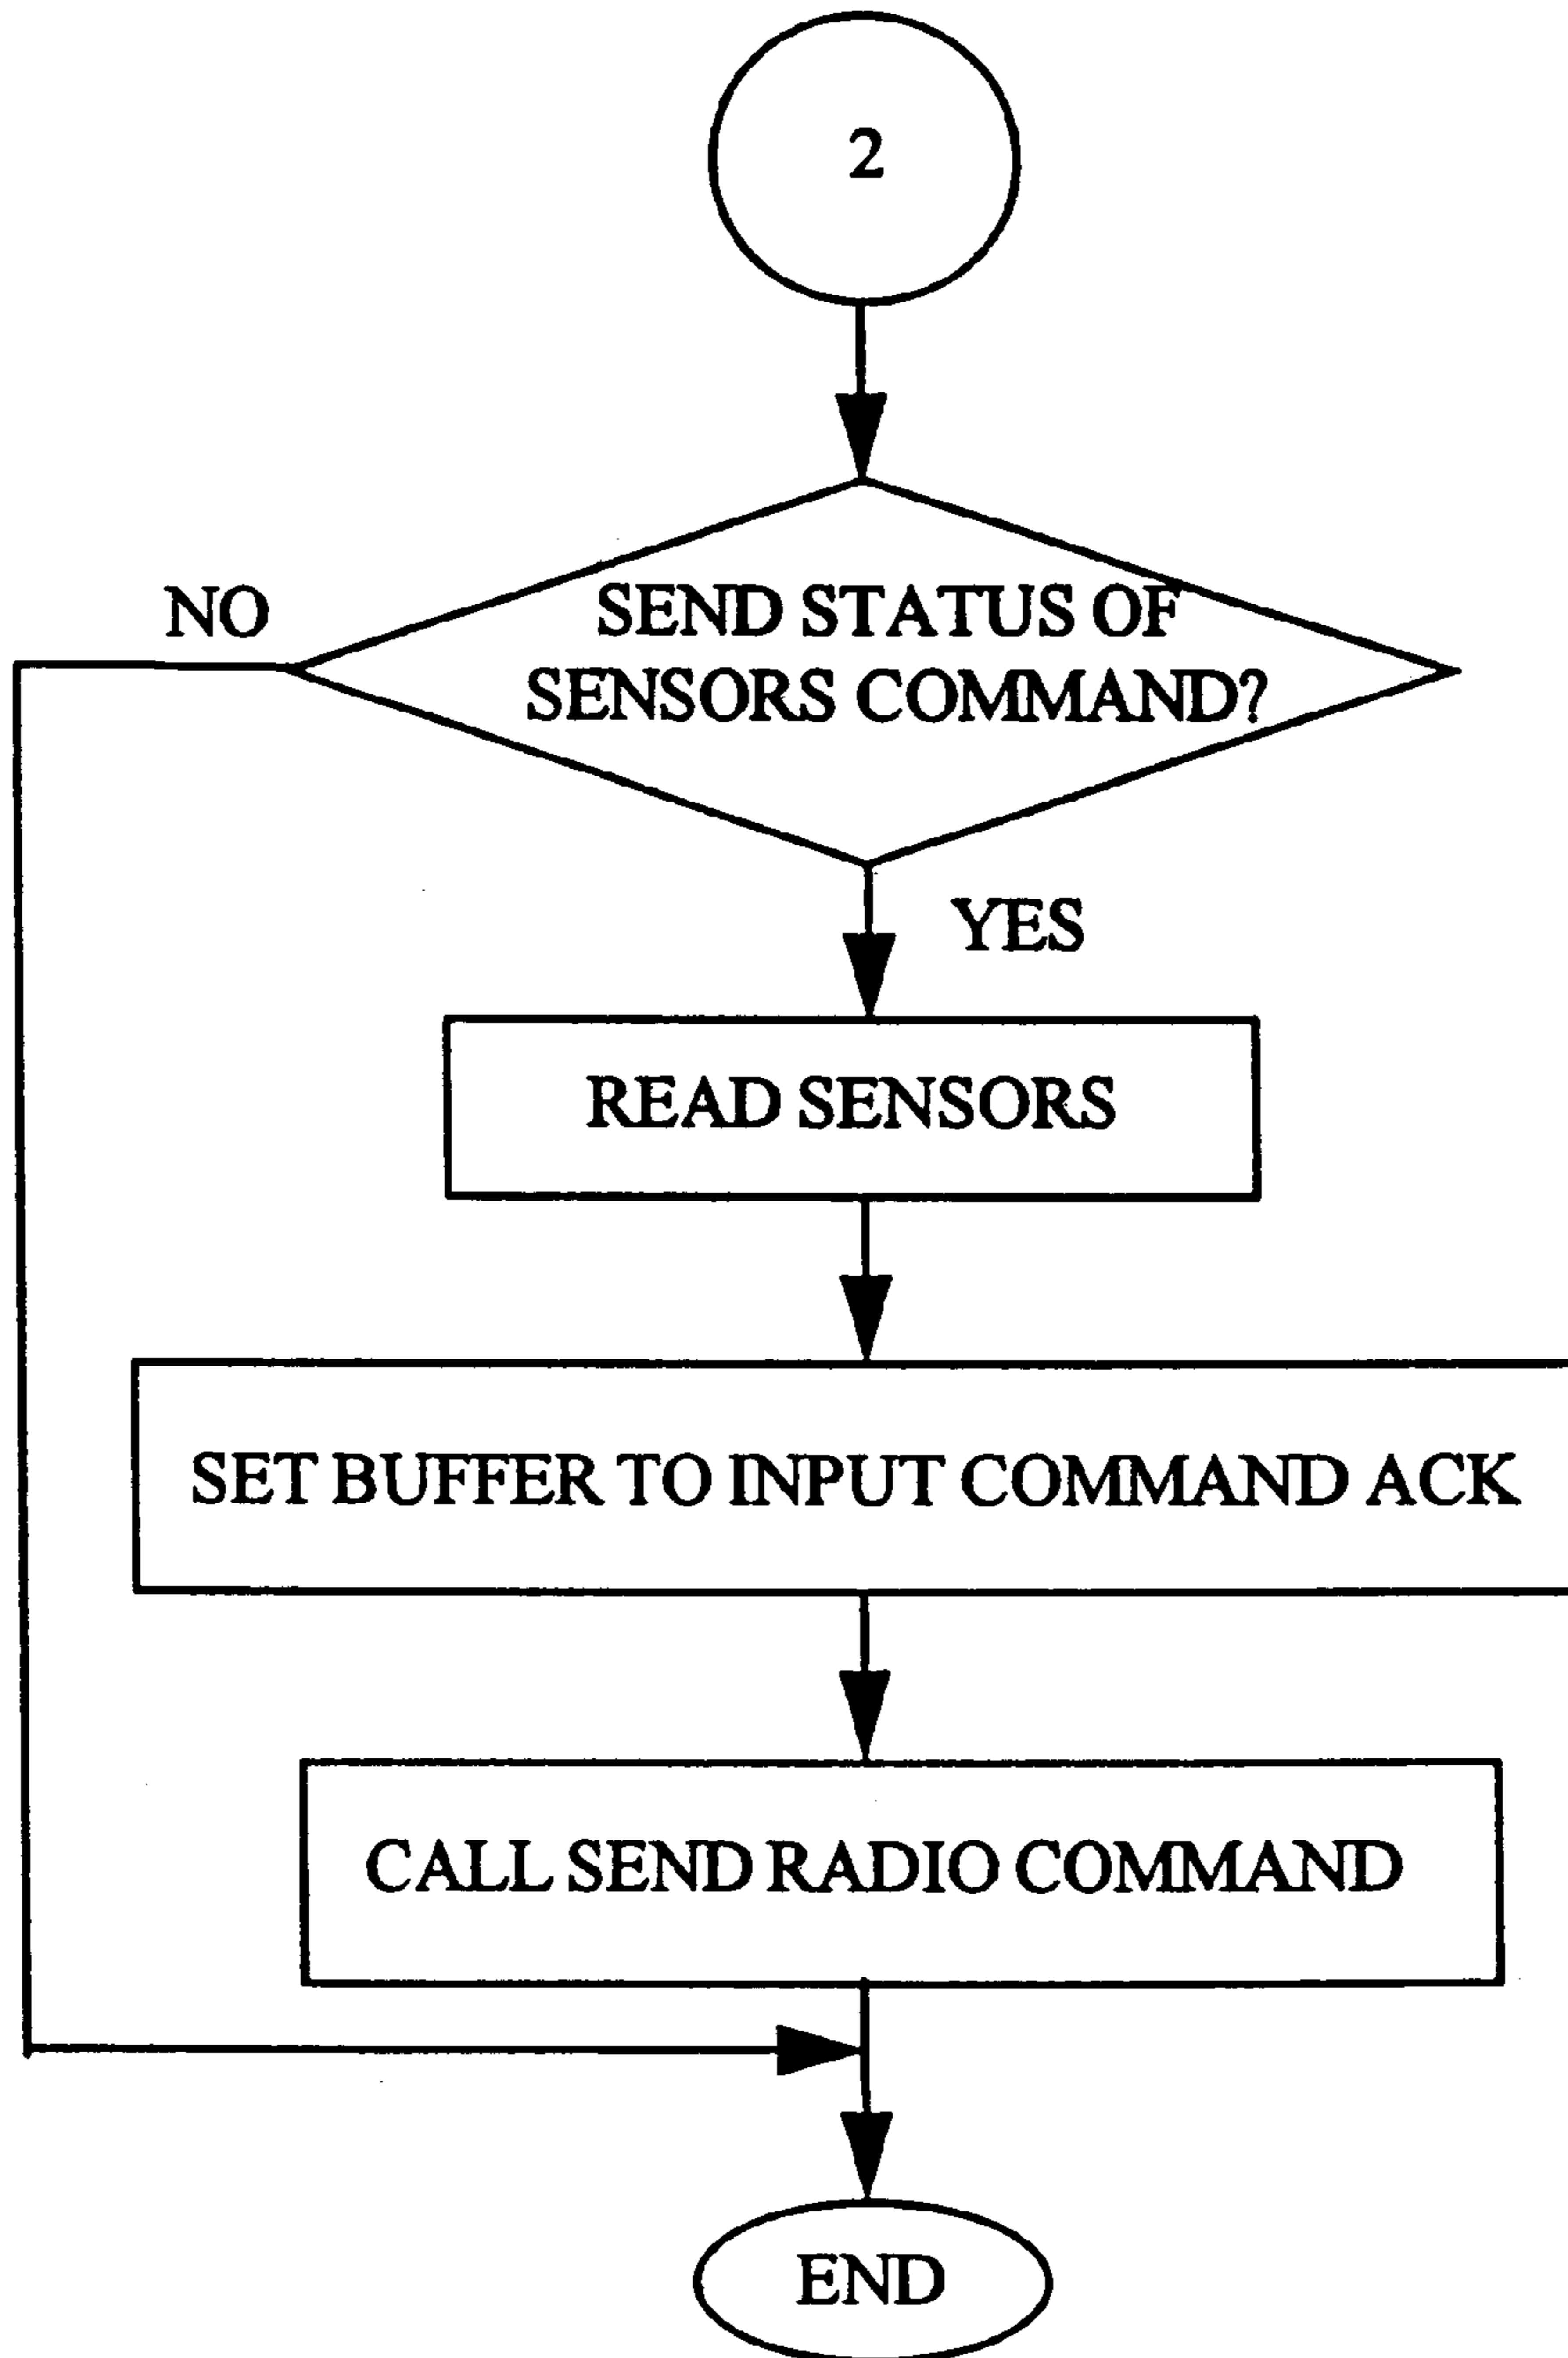 2
NO
SEND STATUS OF
SENSORS COMMAND?
YES
READ SENSORS
SET BUFFER TO INPUT COMMAND ACK
CALL SEND RADIO COMMAND
END